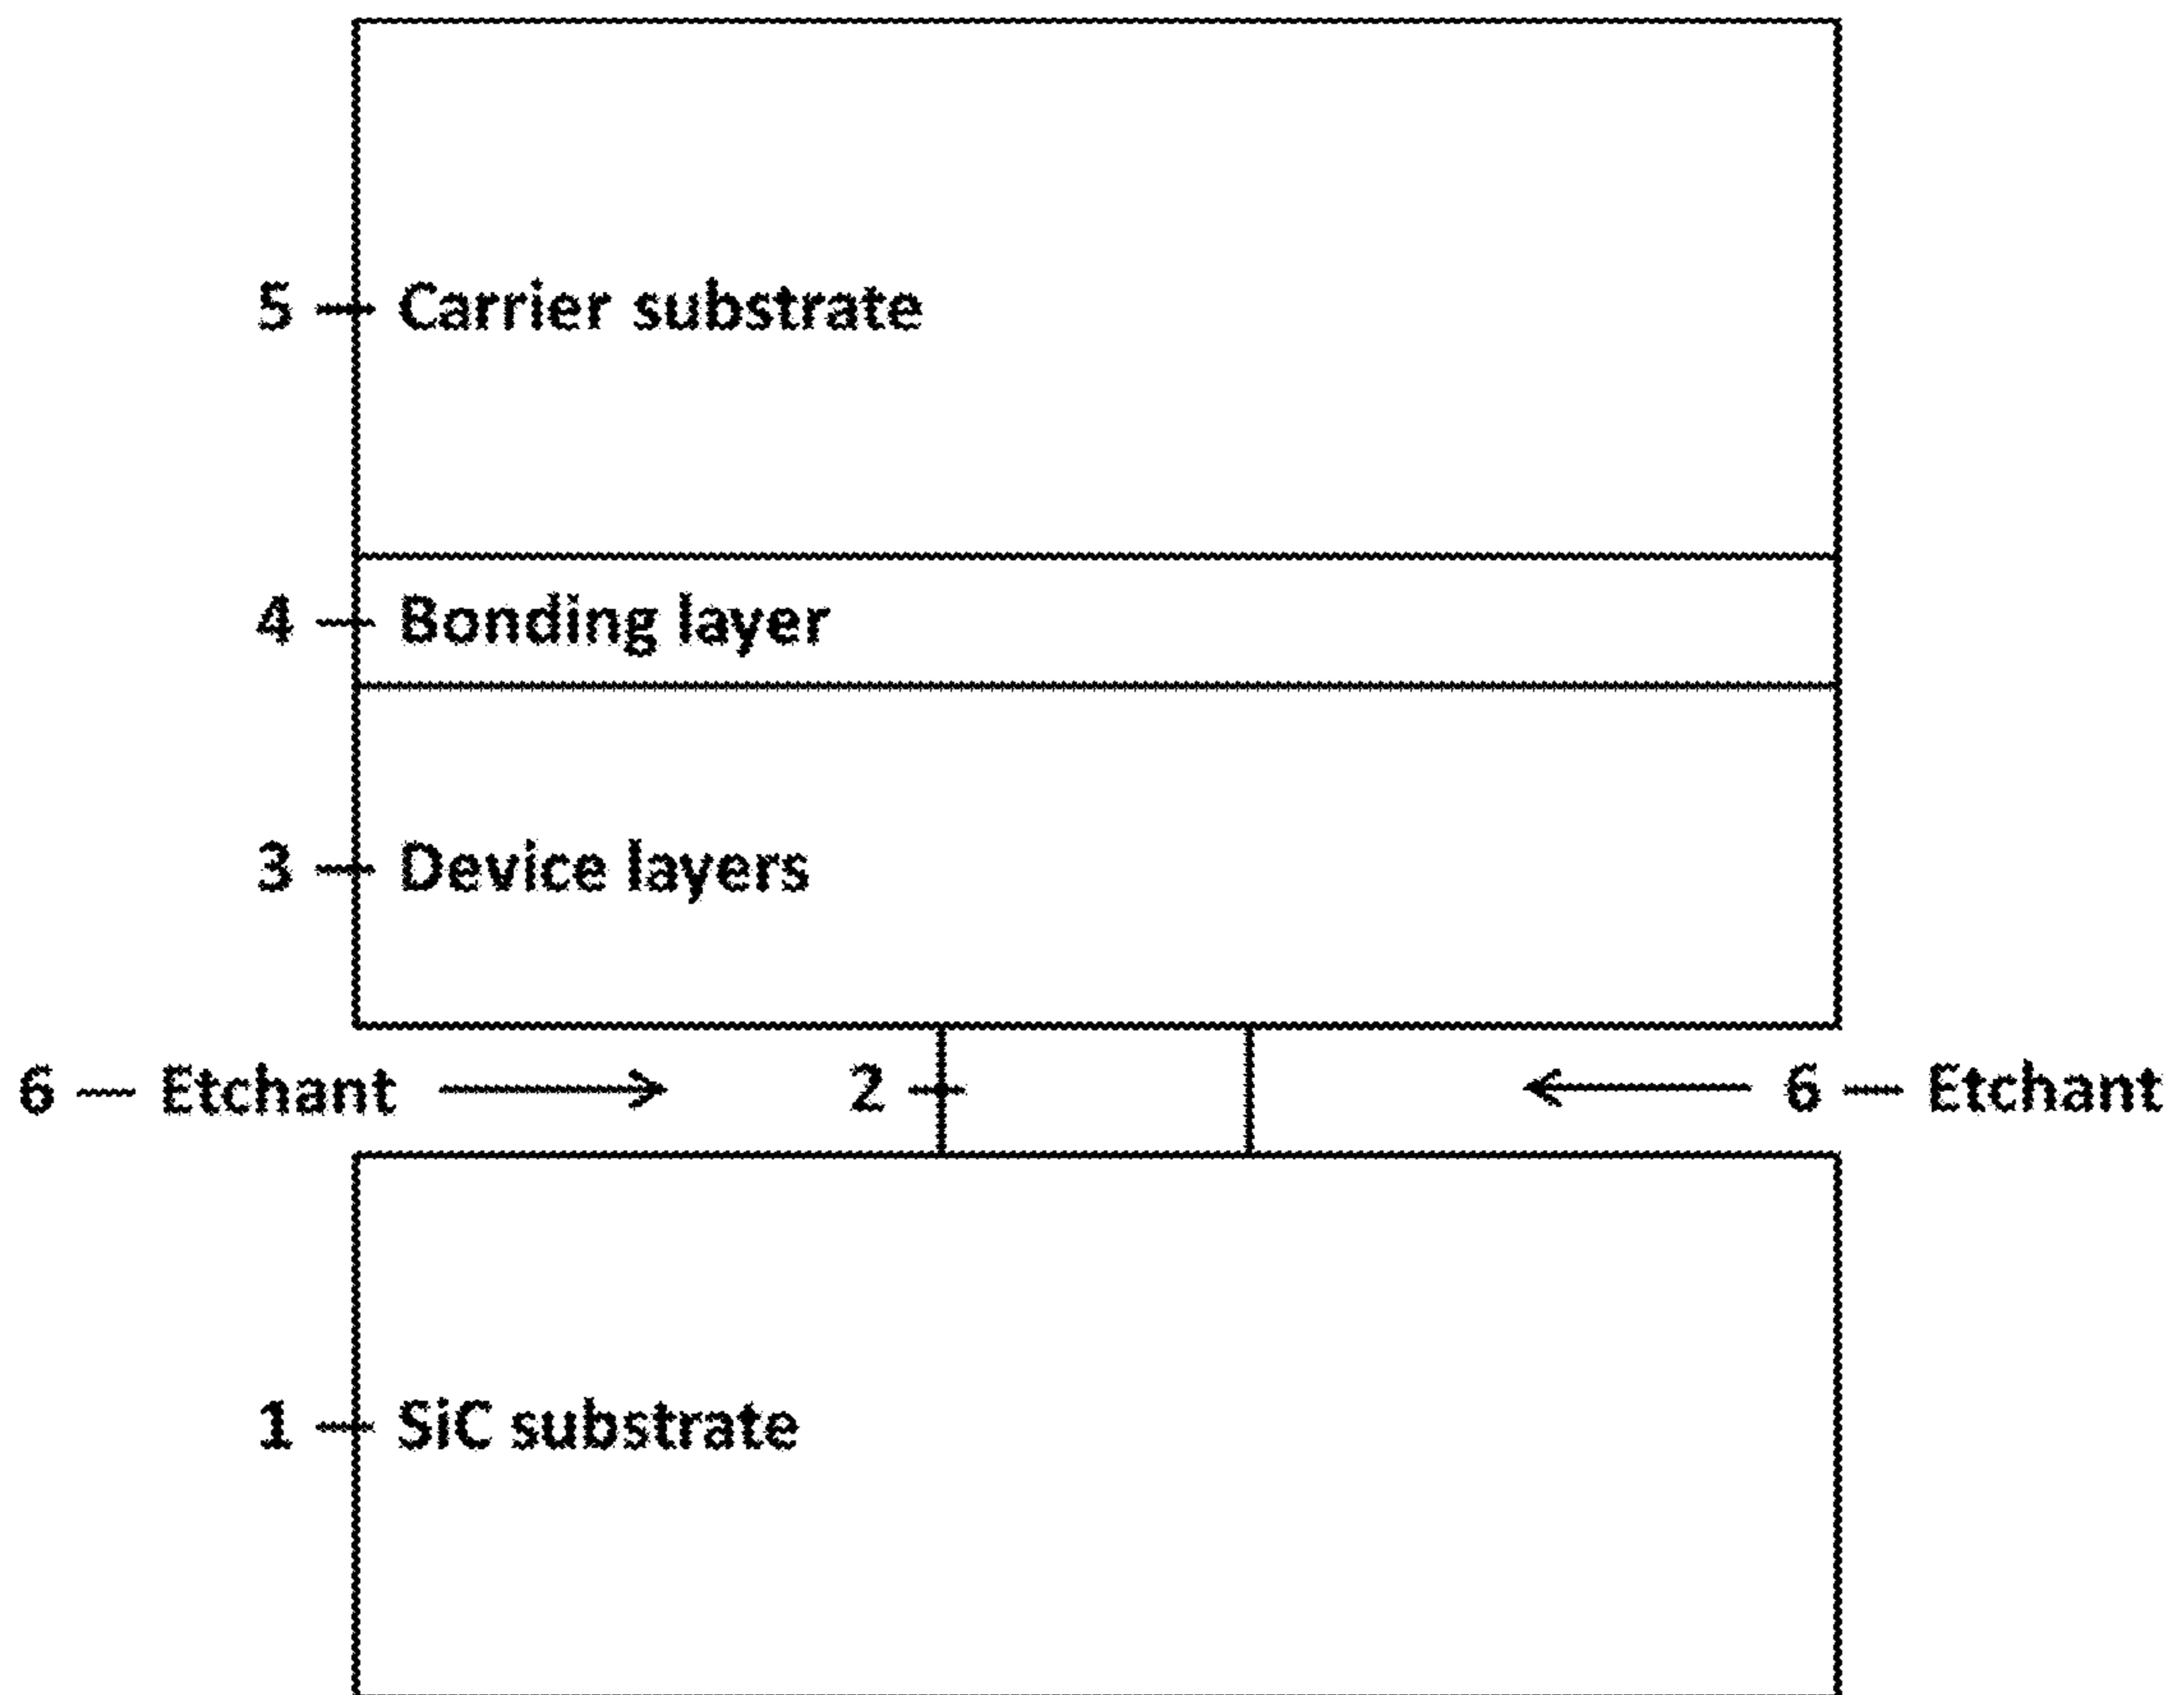 5 — Carrier substrate
4 — Bonding layer
3 — Device layers
6 — Etchant 2 6 — Etchant
1 — SiC substrate